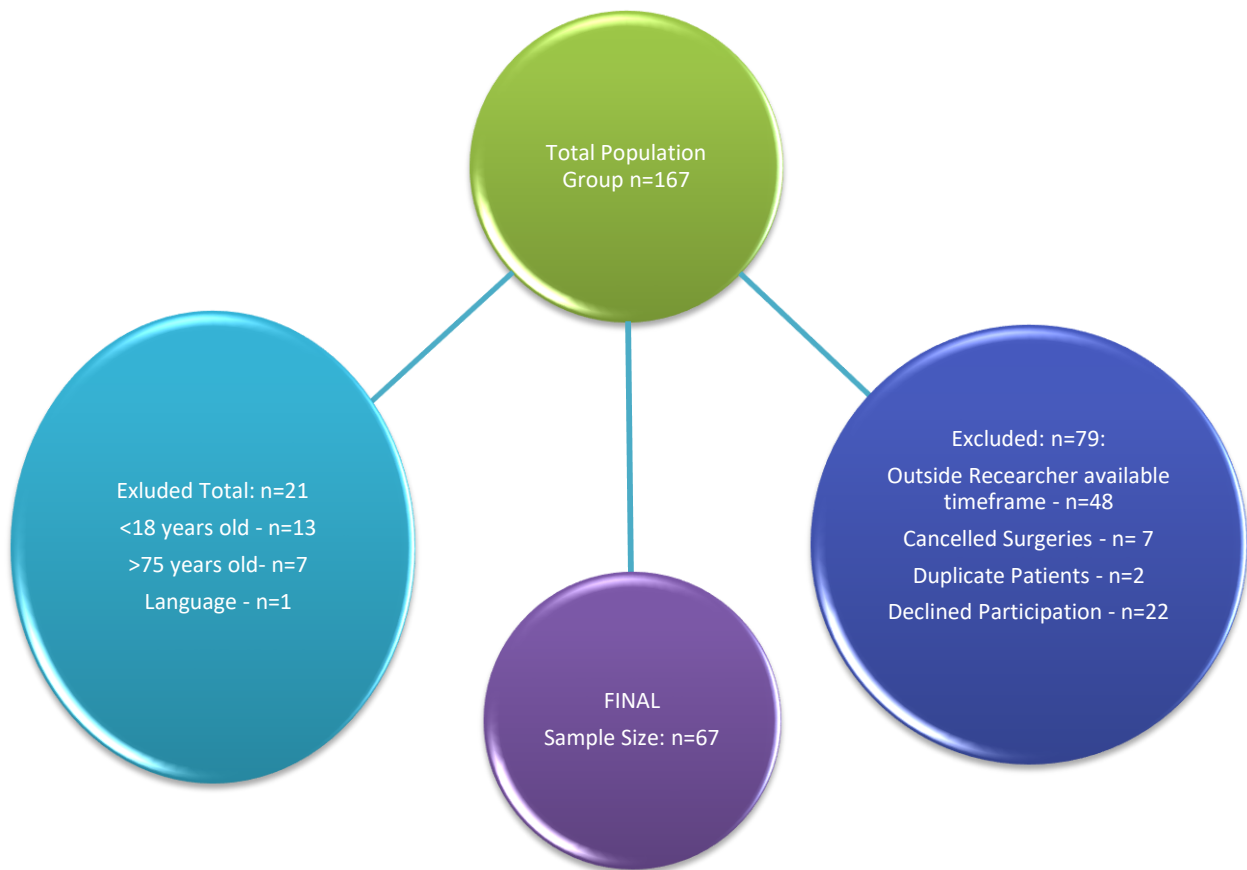 Total Population
Group n=167
Exluded Total: n=21
<18 years old - n=13
>75 years old- n=7
Language - n=1
Excluded: n=79:
Outside Recearcher available
timeframe - n=48
Cancelled Surgeries - n= 7
Duplicate Patients - n=2
Declined Participation - n=22
FINAL
Sample Size: n=67